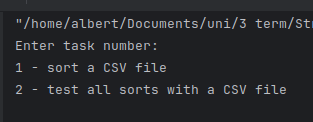 "/home/albert/Documents/uni/3 term/St
Enter task number:
1 - sort a CSV file
2 - test all sorts with a CSV file